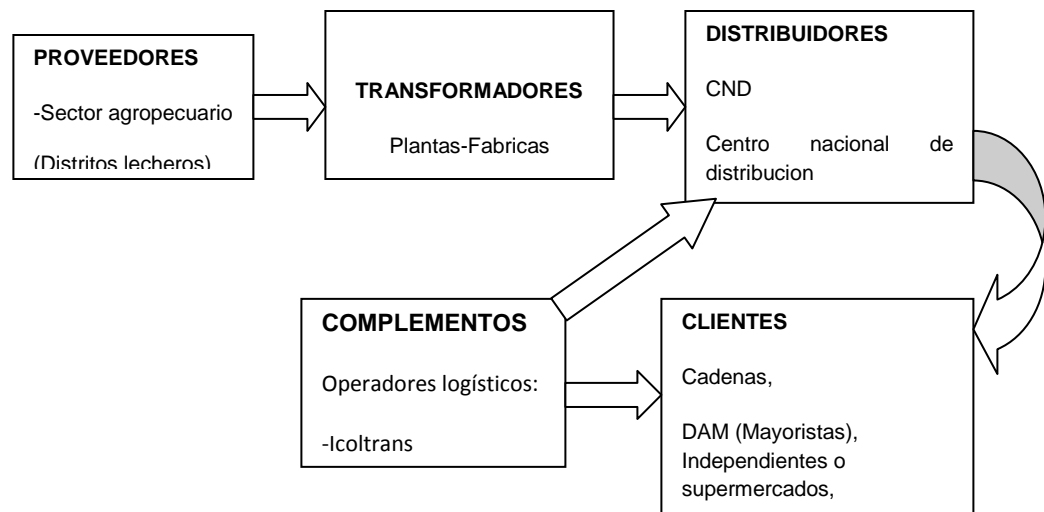 PROVEEDORES
-Sector agropecuario
(Distritos lecheros)
TRANSFORMADORES
Plantas-Fabricas
DISTRIBUIDORES
CND
Centro nacional de
distribucion
COMPLEMENTOS
Operadores logísticos:
-Icoltrans
CLIENTES
Cadenas,
DAM (Mayoristas),
Independientes o
supermercados,